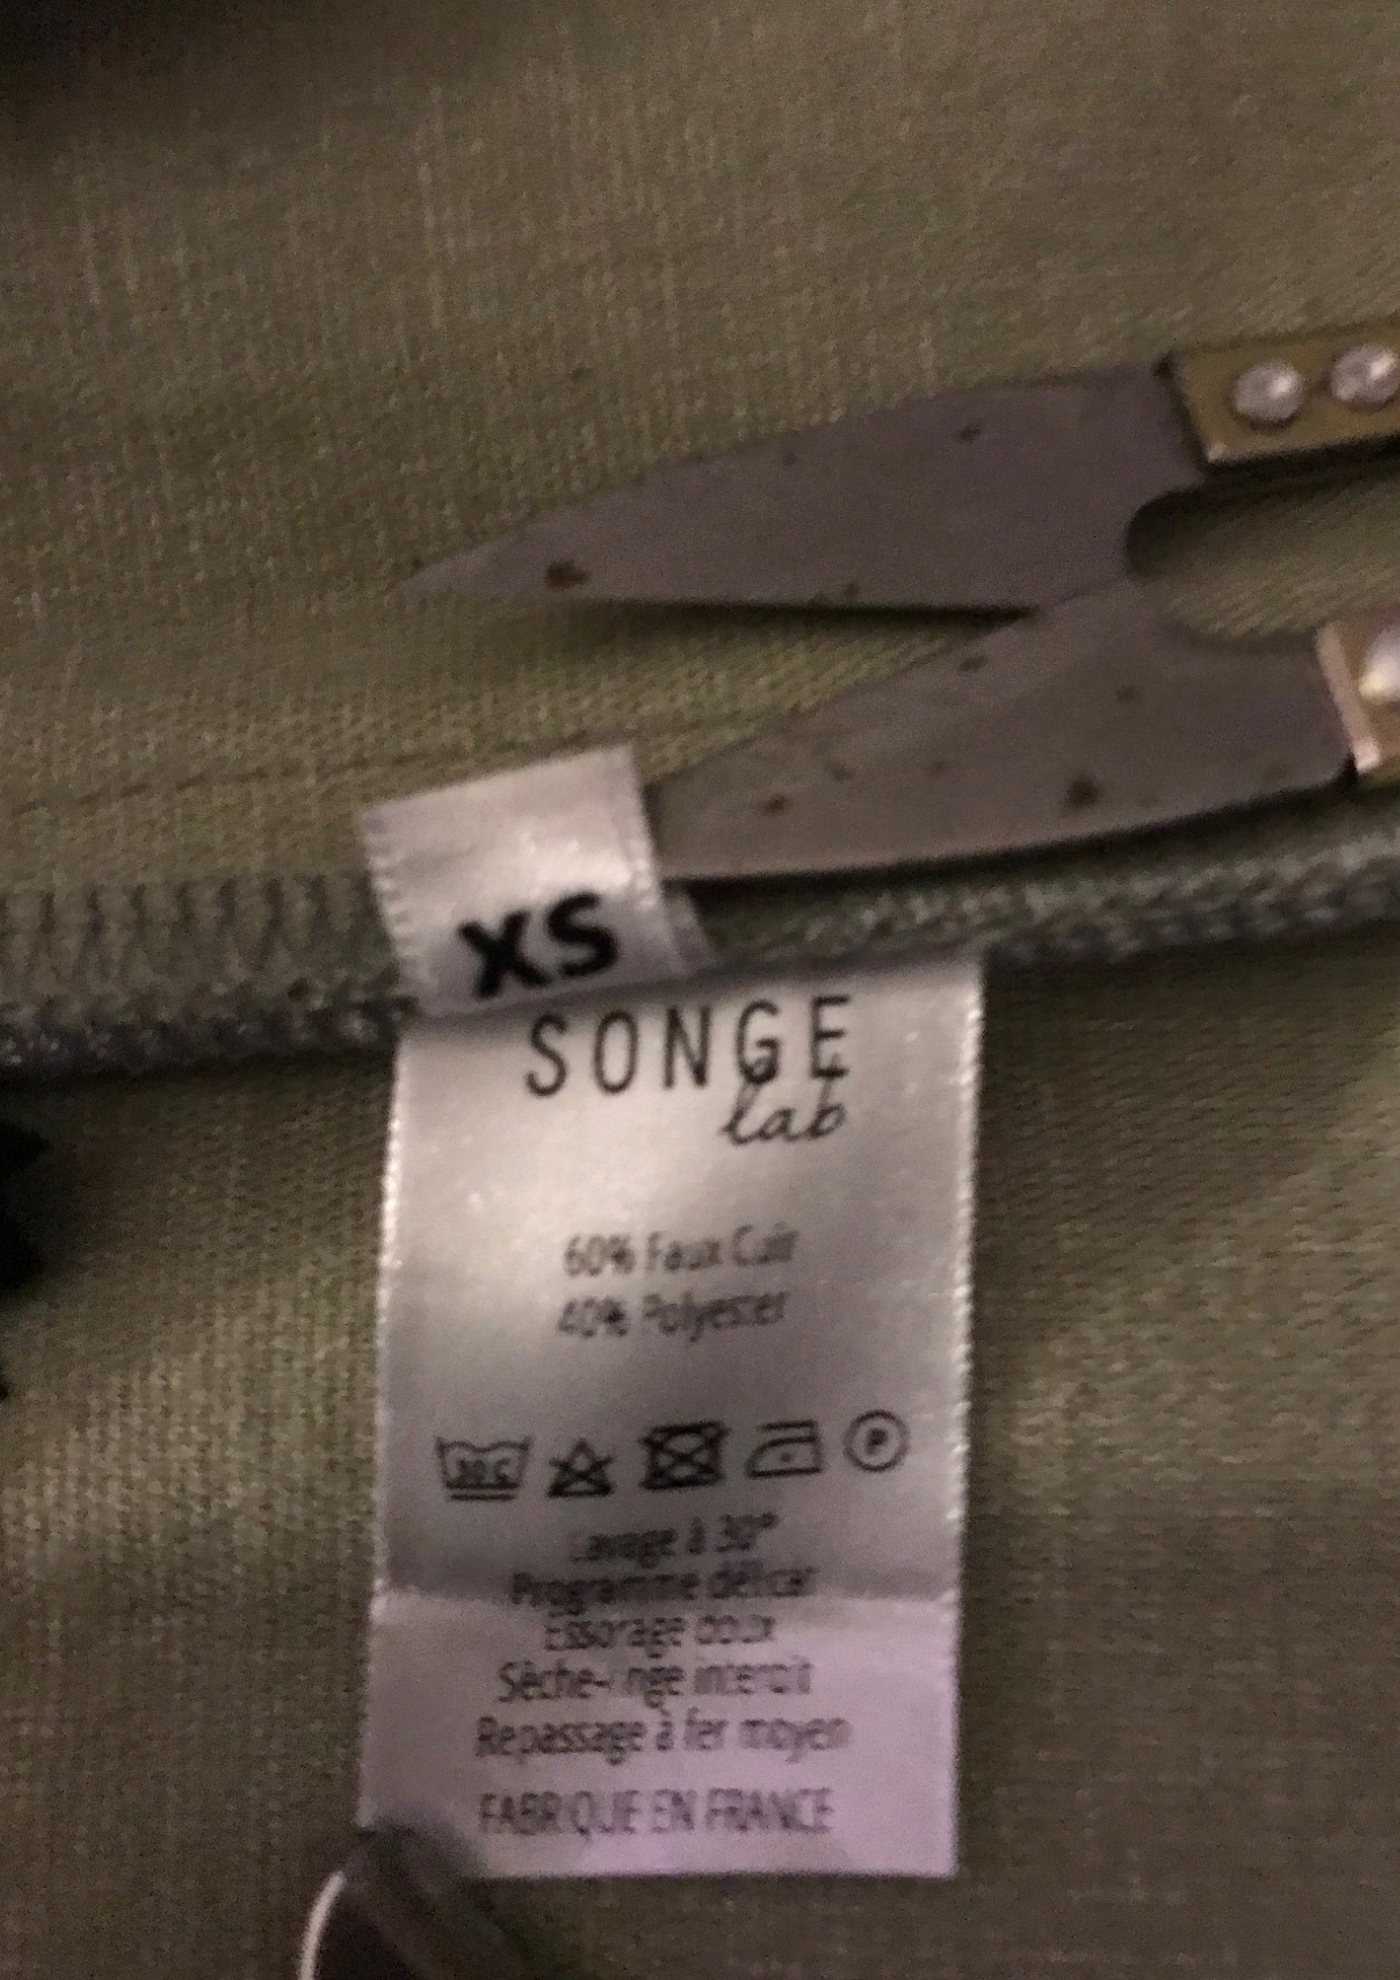 XS
SONGE
lab
60% Faux Cuir
40% Polyester
30 C P
Lavage à 30°
Programme délicat
Essorage doux
Sèche-linge interdit
Repassage à fer moyen
FABRIQUE EN FRANCE